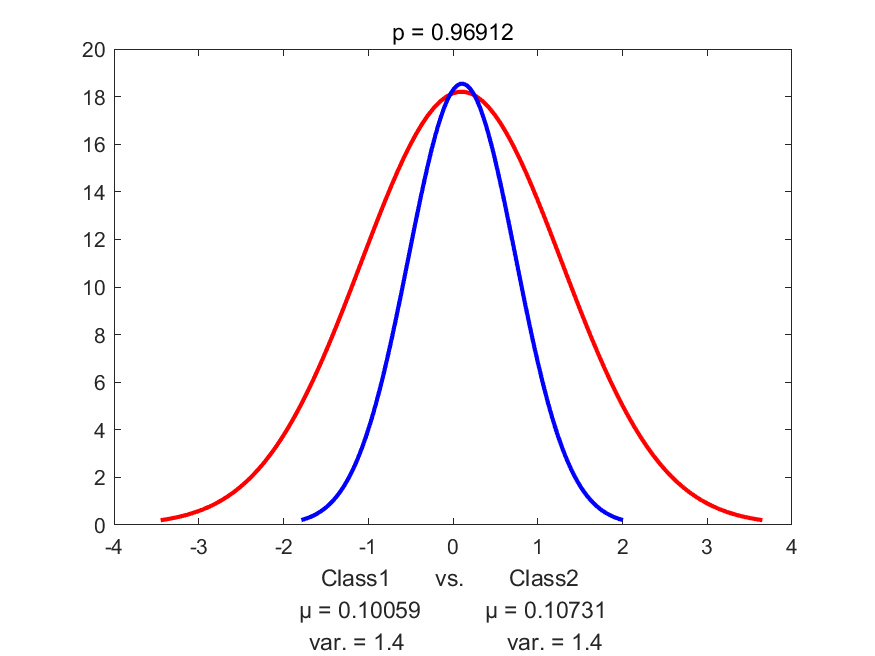 p = 0.96912
20
18
16
14
12
10
8
6
4
2
0
-4 -3 -2 -1 0 1 2 3 4
Class1 vs. Class2
μ = 0.10059 μ = 0.10731
var. = 1.4 var. = 1.4